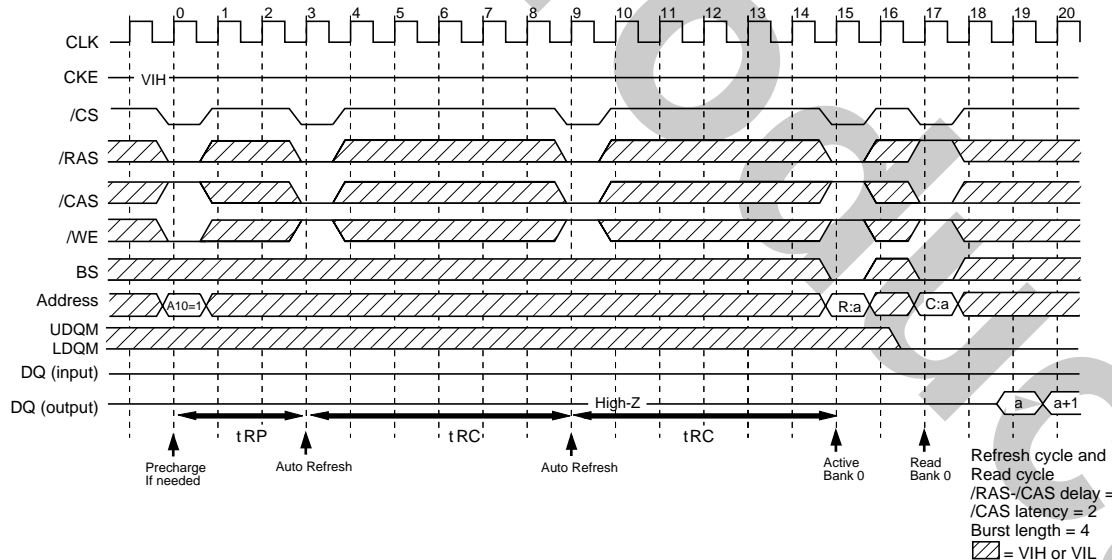 0 1 2 3 4 5 6 7 8 9 10 11 12 13 14 15 16 17 18 19 20
CLK
CKE VIH
/CS
/RAS
/CAS
/WE
BS
Address A10=1 R:a C:a
UDQM
LDQM
DQ (input)
DQ (output) High-Z a a+1
tRP tRC tRC
Precharge
If needed
Auto Refresh
Auto Refresh
Active
Bank 0
Read
Bank 0
Refresh cycle and
Read cycle
/RAS-/CAS delay =
/CAS latency = 2
Burst length = 4
= VIH or VIL